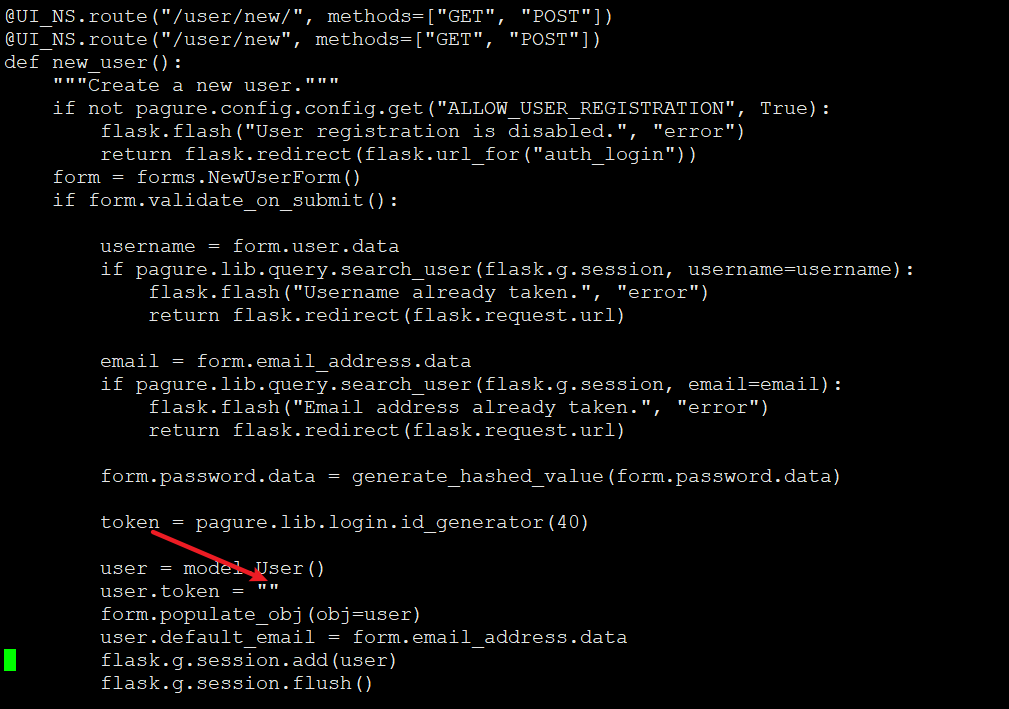 @UI_NS.route("/user/new/", methods=["GET", "POST"])
@UI_NS.route("/user/new", methods=["GET", "POST"])
def new_user():
    """Create a new user."""
    if not pagure.config.config.get("ALLOW_USER_REGISTRATION", True):
        flask.flash("User registration is disabled.", "error")
        return flask.redirect(flask.url_for("auth_login"))
    form = forms.NewUserForm()
    if form.validate_on_submit():
        username = form.user.data
        if pagure.lib.query.search_user(flask.g.session, username=username):
            flask.flash("Username already taken.", "error")
            return flask.redirect(flask.request.url)
        email = form.email_address.data
        if pagure.lib.query.search_user(flask.g.session, email=email):
            flask.flash("Email address already taken.", "error")
            return flask.redirect(flask.request.url)
        form.password.data = generate_hashed_value(form.password.data)
        token = pagure.lib.login.id_generator(40)
        user = model.User()
        user.token = ""
        form.populate_obj(obj=user)
        user.default_email = form.email_address.data
        flask.g.session.add(user)
        flask.g.session.flush()